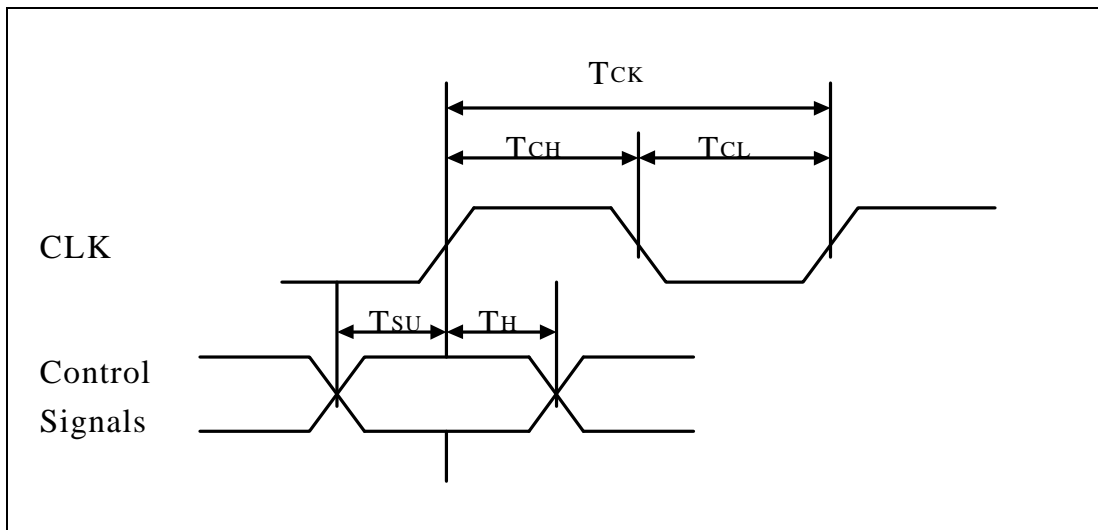 TCK
TCH TCL
CLK
TSU TH
Control
Signals